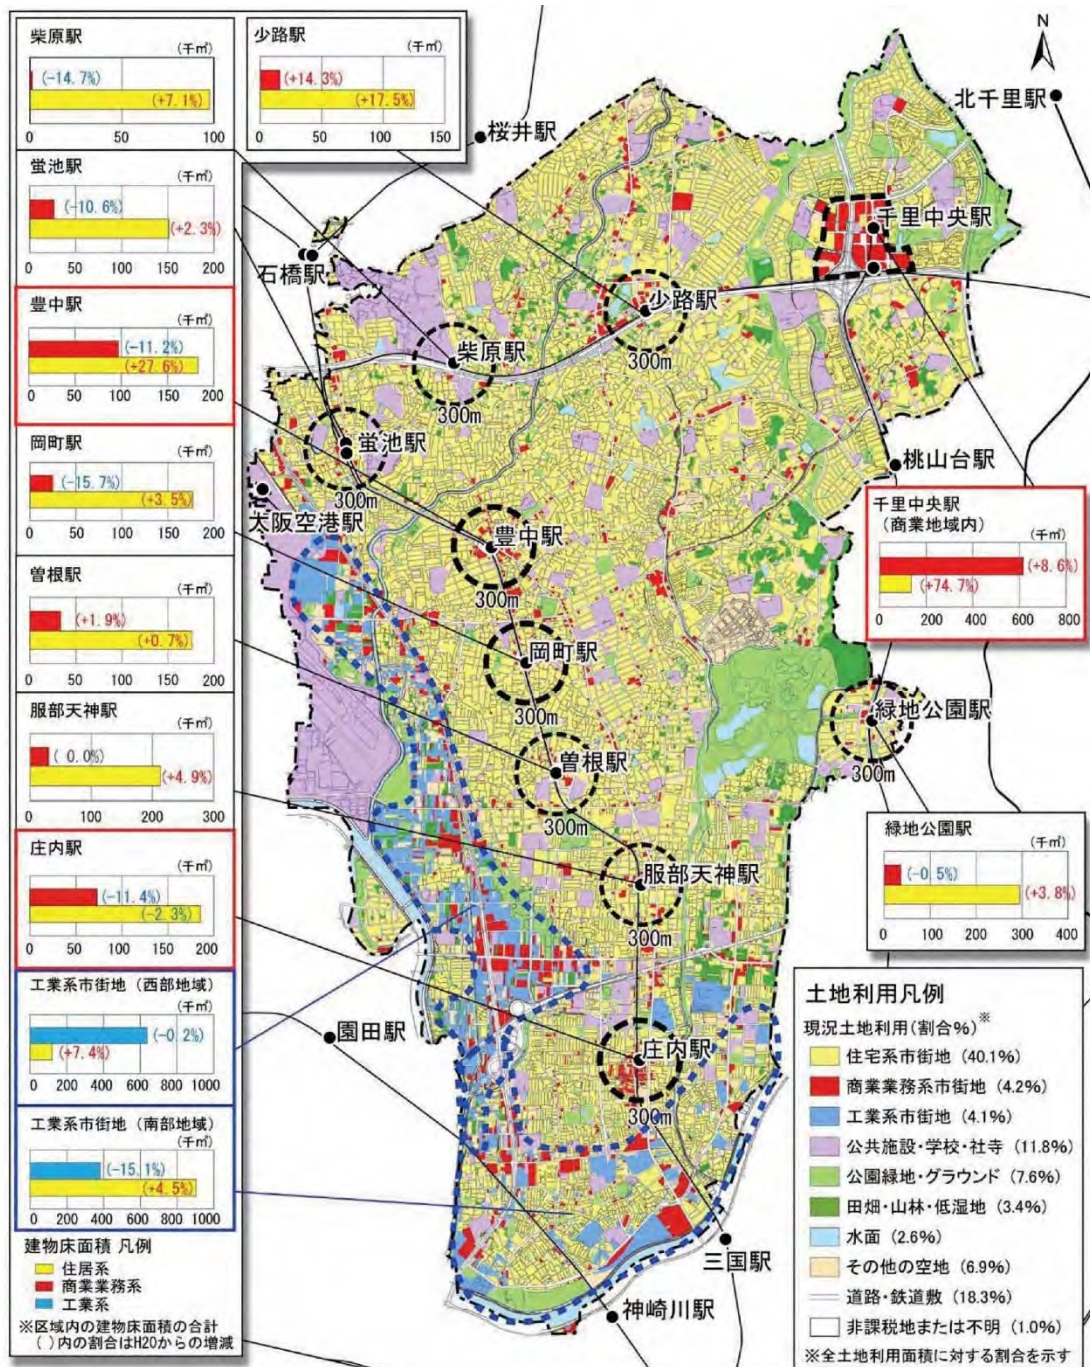 柴原駅
(千㎡)
(-14.7%)
(+7.1%)
0 50 100
少路駅
(千㎡)
(+14.3%)
(+17.5%)
0 50 100 150
蛍池駅
(千㎡)
(-10.6%)
(+2.3%)
0 50 100 150 200
豊中駅
(千㎡)
(-11.2%)
(+27.6%)
0 50 100 150 200
岡町駅
(千㎡)
(-15.7%)
(+3.5%)
0 50 100 150 200
曽根駅
(千㎡)
(+1.9%)
(+0.7%)
0 50 100 150 200
服部天神駅
(千㎡)
( 0.0%)
(+4.9%)
0 100 200 300
庄内駅
(千㎡)
(-11.4%)
(-2.3%)
0 50 100 150 200
工業系市街地(西部地域)
(千㎡)
(-0.2%)
(+7.4%)
0 200 400 600 800 1000
工業系市街地(南部地域)
(千㎡)
(-15.1%)
(+4.5%)
0 200 400 600 800 1000
建物床面積 凡例
住居系
商業業務系
工業系
※区域内の建物床面積の合計
( )内の割合はH20からの増減
N
北千里駅
桜井駅
千里中央駅
石橋駅
少路駅
300m
柴原駅
300m
蛍池駅
300m
大阪空港駅
桃山台駅
豊中駅
300m
岡町駅
300m
緑地公園駅
300m
曽根駅
300m
服部天神駅
300m
園田駅
庄内駅
300m
三国駅
神崎川駅
千里中央駅
(商業地域内)
(千㎡)
(+8.6%)
(+74.7%)
0 200 400 600 800
緑地公園駅
(千㎡)
(-0.5%)
(+3.8%)
0 100 200 300 400
土地利用凡例
現況土地利用(割合%)※
住宅系市街地 (40.1%)
商業業務系市街地 (4.2%)
工業系市街地 (4.1%)
公共施設・学校・社寺 (11.8%)
公園緑地・グラウンド (7.6%)
田畑・山林・低湿地 (3.4%)
水面 (2.6%)
その他の空地 (6.9%)
道路・鉄道敷 (18.3%)
非課税地または不明 (1.0%)
※全土地利用面積に対する割合を示す